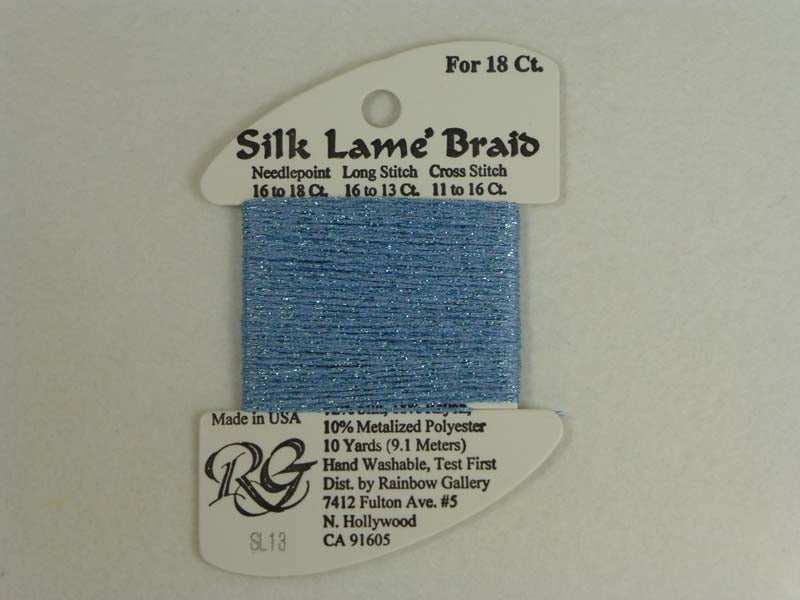 For 18 Ct.
Silk Lame' Braid
Needlepoint Long Stitch Cross Stitch
16 to 18 Ct. 16 to 13 Ct. 11 to 16 Ct.
Made in USA
10% Metalized Polyester
10 Yards (9.1 Meters)
Hand Washable, Test First
Dist. by Rainbow Gallery
7412 Fulton Ave. #5
N. Hollywood
CA 91605
RG
SL13